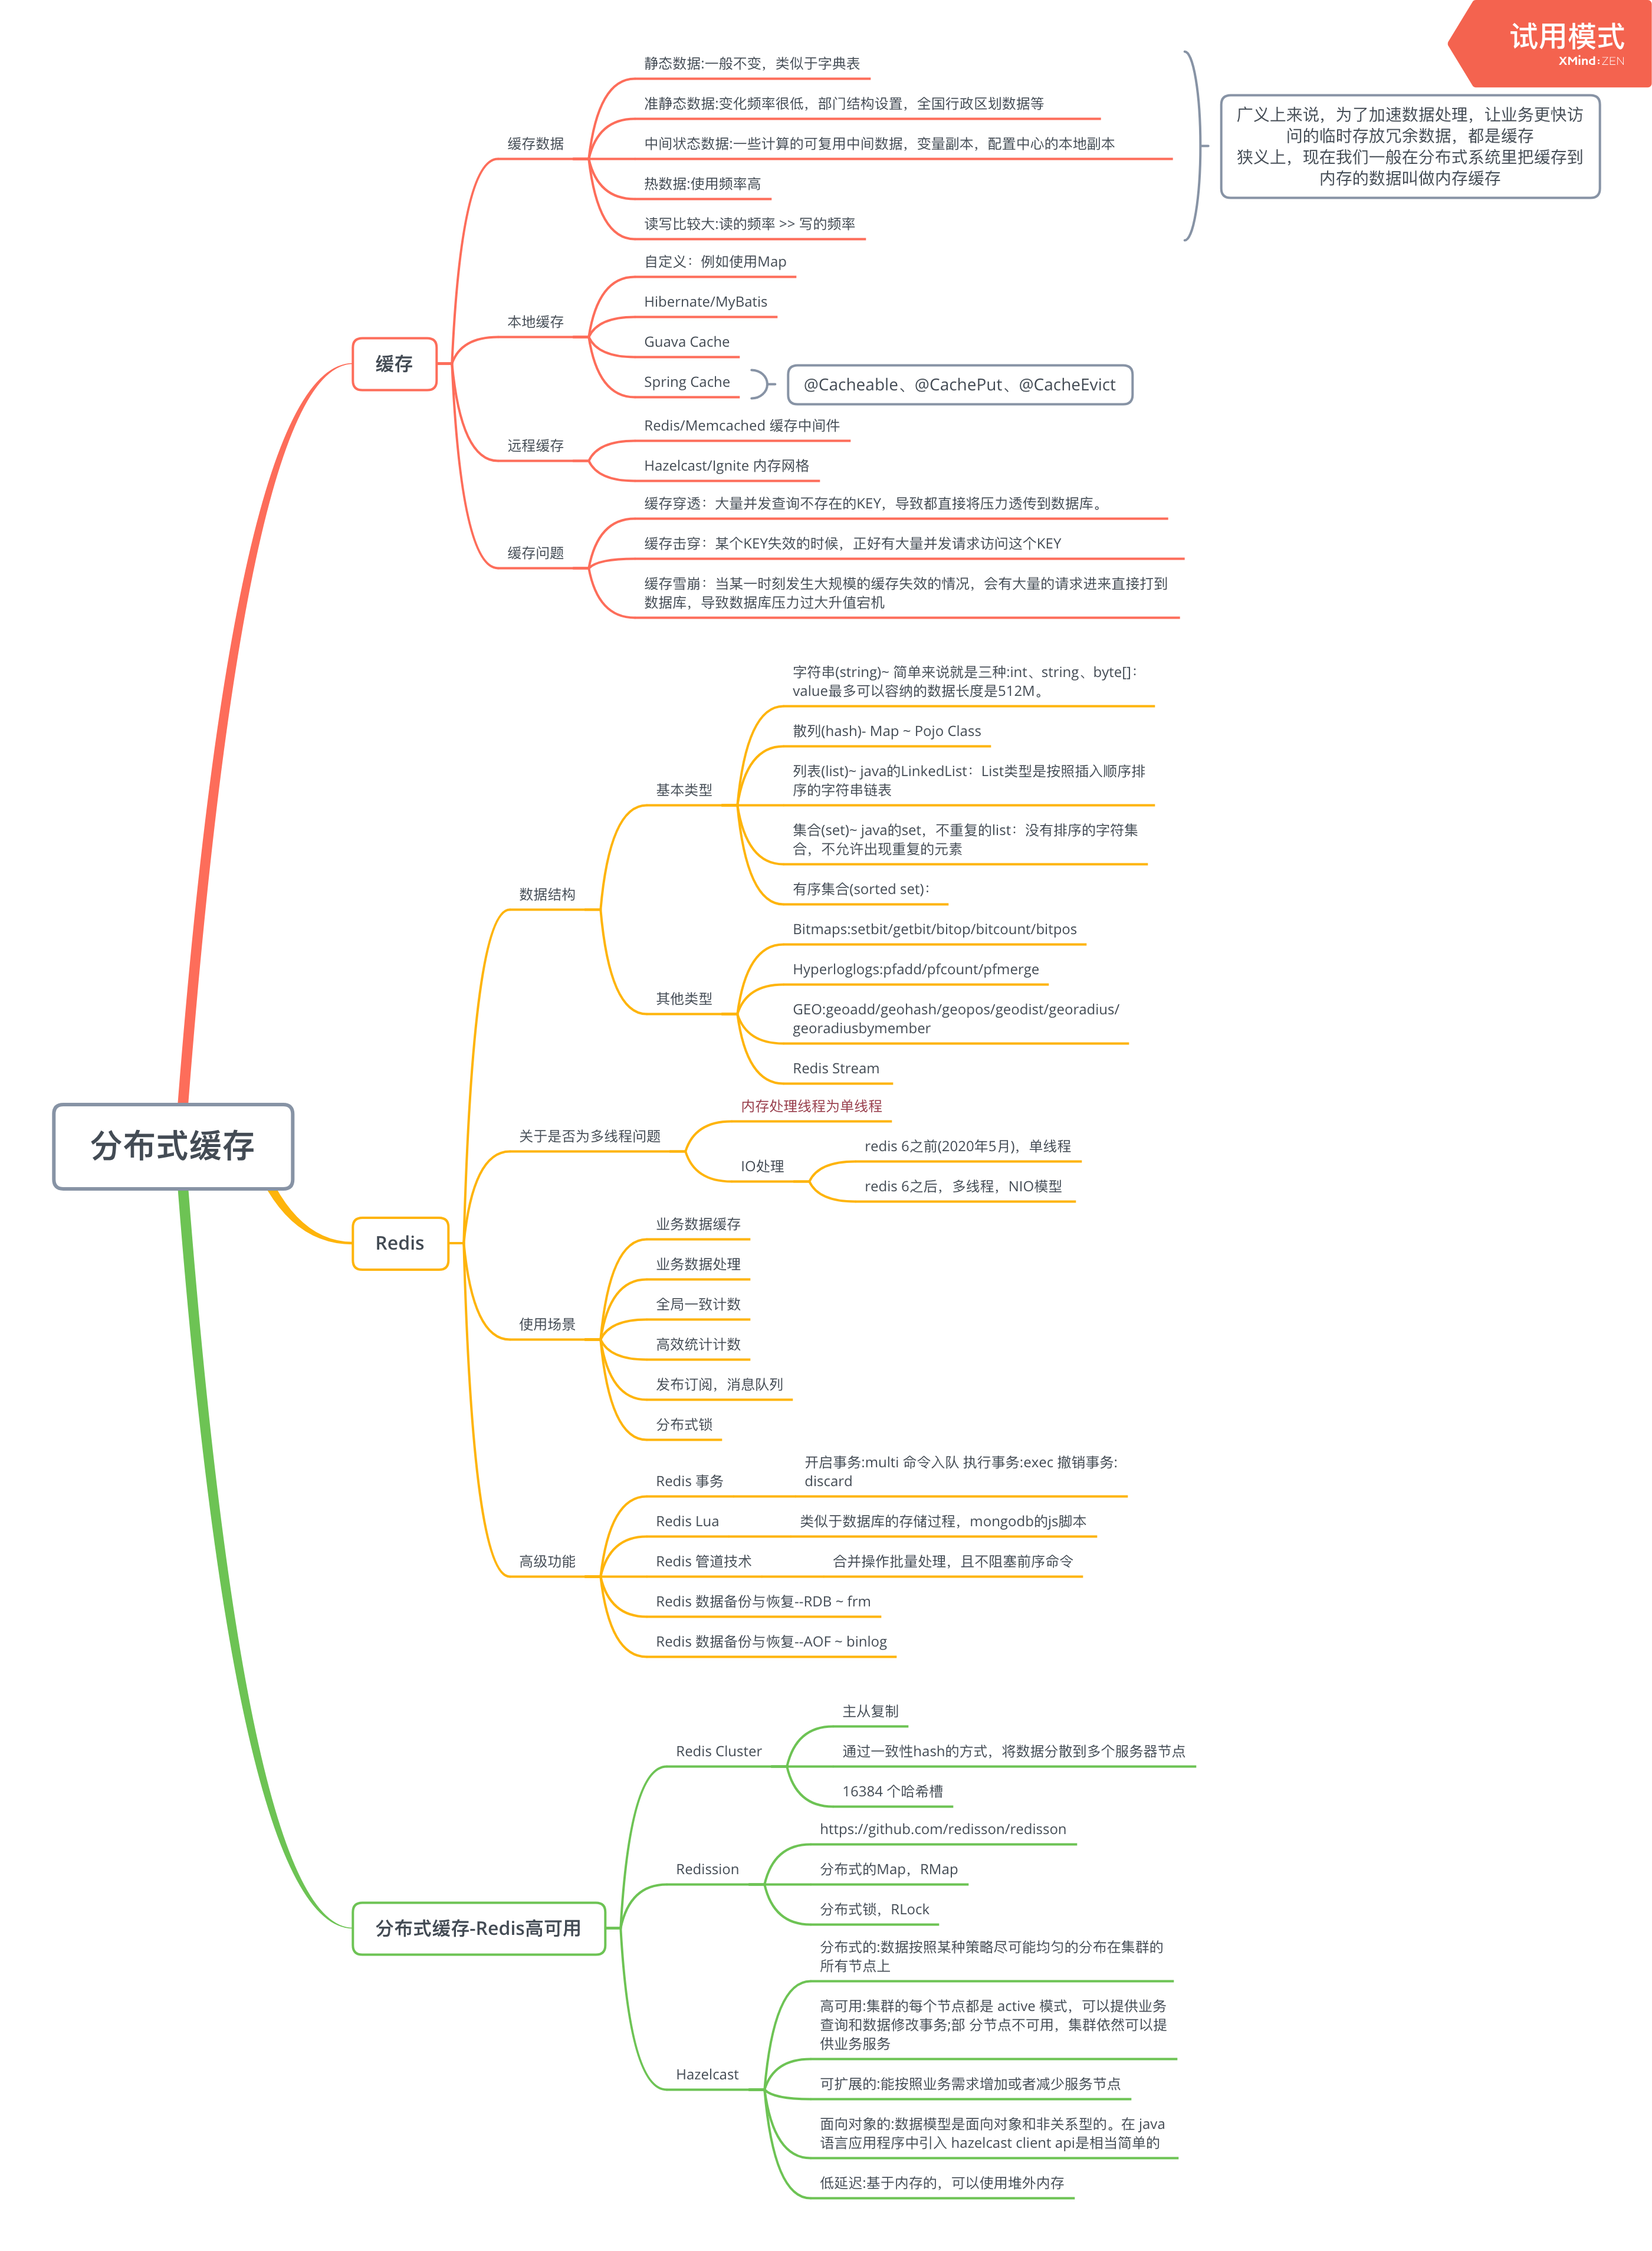 试用模式
XMind:ZEN
分布式缓存
缓存
缓存数据
静态数据:一般不变，类似于字典表
准静态数据:变化频率很低，部门结构设置，全国行政区划数据等
中间状态数据:一些计算的可复用中间数据，变量副本，配置中心的本地副本
热数据:使用频率高
读写比较大:读的频率 >> 写的频率
广义上来说，为了加速数据处理，让业务更快访
问的临时存放冗余数据，都是缓存
狭义上，现在我们一般在分布式系统里把缓存到
内存的数据叫做内存缓存
本地缓存
自定义：例如使用Map
Hibernate/MyBatis
Guava Cache
Spring Cache
@Cacheable、@CachePut、@CacheEvict
远程缓存
Redis/Memcached 缓存中间件
Hazelcast/Ignite 内存网格
缓存问题
缓存穿透：大量并发查询不存在的KEY，导致都直接将压力透传到数据库。
缓存击穿：某个KEY失效的时候，正好有大量并发请求访问这个KEY
缓存雪崩：当某一时刻发生大规模的缓存失效的情况，会有大量的请求进来直接打到
数据库，导致数据库压力过大升值宕机
Redis
数据结构
基本类型
字符串(string)~ 简单来说就是三种:int、string、byte[]：
value最多可以容纳的数据长度是512M。
散列(hash)- Map ~ Pojo Class
列表(list)~ java的LinkedList：List类型是按照插入顺序排
序的字符串链表
集合(set)~ java的set，不重复的list：没有排序的字符集
合，不允许出现重复的元素
有序集合(sorted set)：
其他类型
Bitmaps:setbit/getbit/bitop/bitcount/bitpos
Hyperloglogs:pfadd/pfcount/pfmerge
GEO:geoadd/geohash/geopos/geodist/georadius/
georadiusbymember
Redis Stream
关于是否为多线程问题
内存处理线程为单线程
IO处理
redis 6之前(2020年5月)，单线程
redis 6之后，多线程，NIO模型
使用场景
业务数据缓存
业务数据处理
全局一致计数
高效统计计数
发布订阅，消息队列
分布式锁
高级功能
Redis 事务
开启事务:multi 命令入队 执行事务:exec 撤销事务:
discard
Redis Lua
类似于数据库的存储过程，mongodb的js脚本
Redis 管道技术
合并操作批量处理，且不阻塞前序命令
Redis 数据备份与恢复--RDB ~ frm
Redis 数据备份与恢复--AOF ~ binlog
分布式缓存-Redis高可用
Redis Cluster
主从复制
通过一致性hash的方式，将数据分散到多个服务器节点
16384 个哈希槽
Redission
https://github.com/redisson/redisson
分布式的Map，RMap
分布式锁，RLock
Hazelcast
分布式的:数据按照某种策略尽可能均匀的分布在集群的
所有节点上
高可用:集群的每个节点都是 active 模式，可以提供业务
查询和数据修改事务;部 分节点不可用，集群依然可以提
供业务服务
可扩展的:能按照业务需求增加或者减少服务节点
面向对象的:数据模型是面向对象和非关系型的。在 java
语言应用程序中引入 hazelcast client api是相当简单的
低延迟:基于内存的，可以使用堆外内存